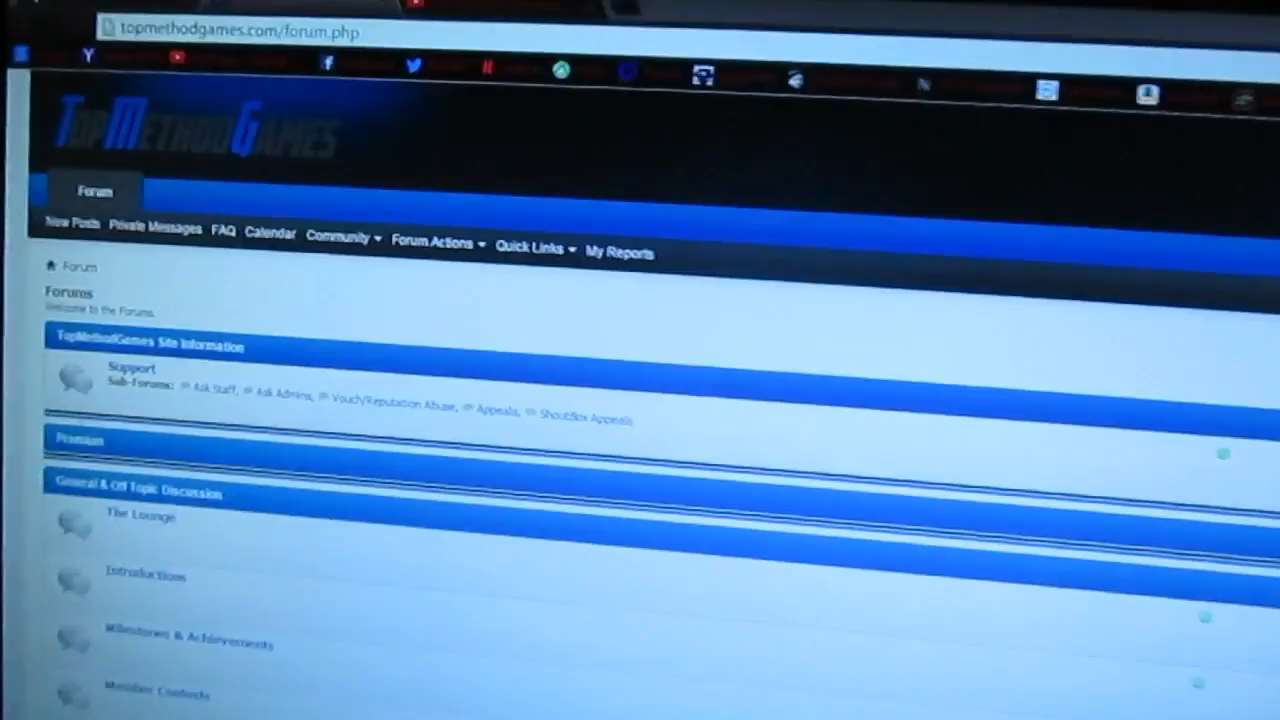 topmethodgames.com/forum.php
TopMethodGames
Forum
New Posts Private Messages FAQ Calendar Community Forum Actions Quick Links My Reports
Forum
Forums
Welcome to the Forums.
TopMethodGames Site Information
Support
Sub-Forums: Ask Staff, Ask Admins, Vouch/Reputation Abuse, Appeals, ShoutBox Appeals
Premium
General & Off Topic Discussion
The Lounge
Introductions
Milestones & Achievements
Member Contests